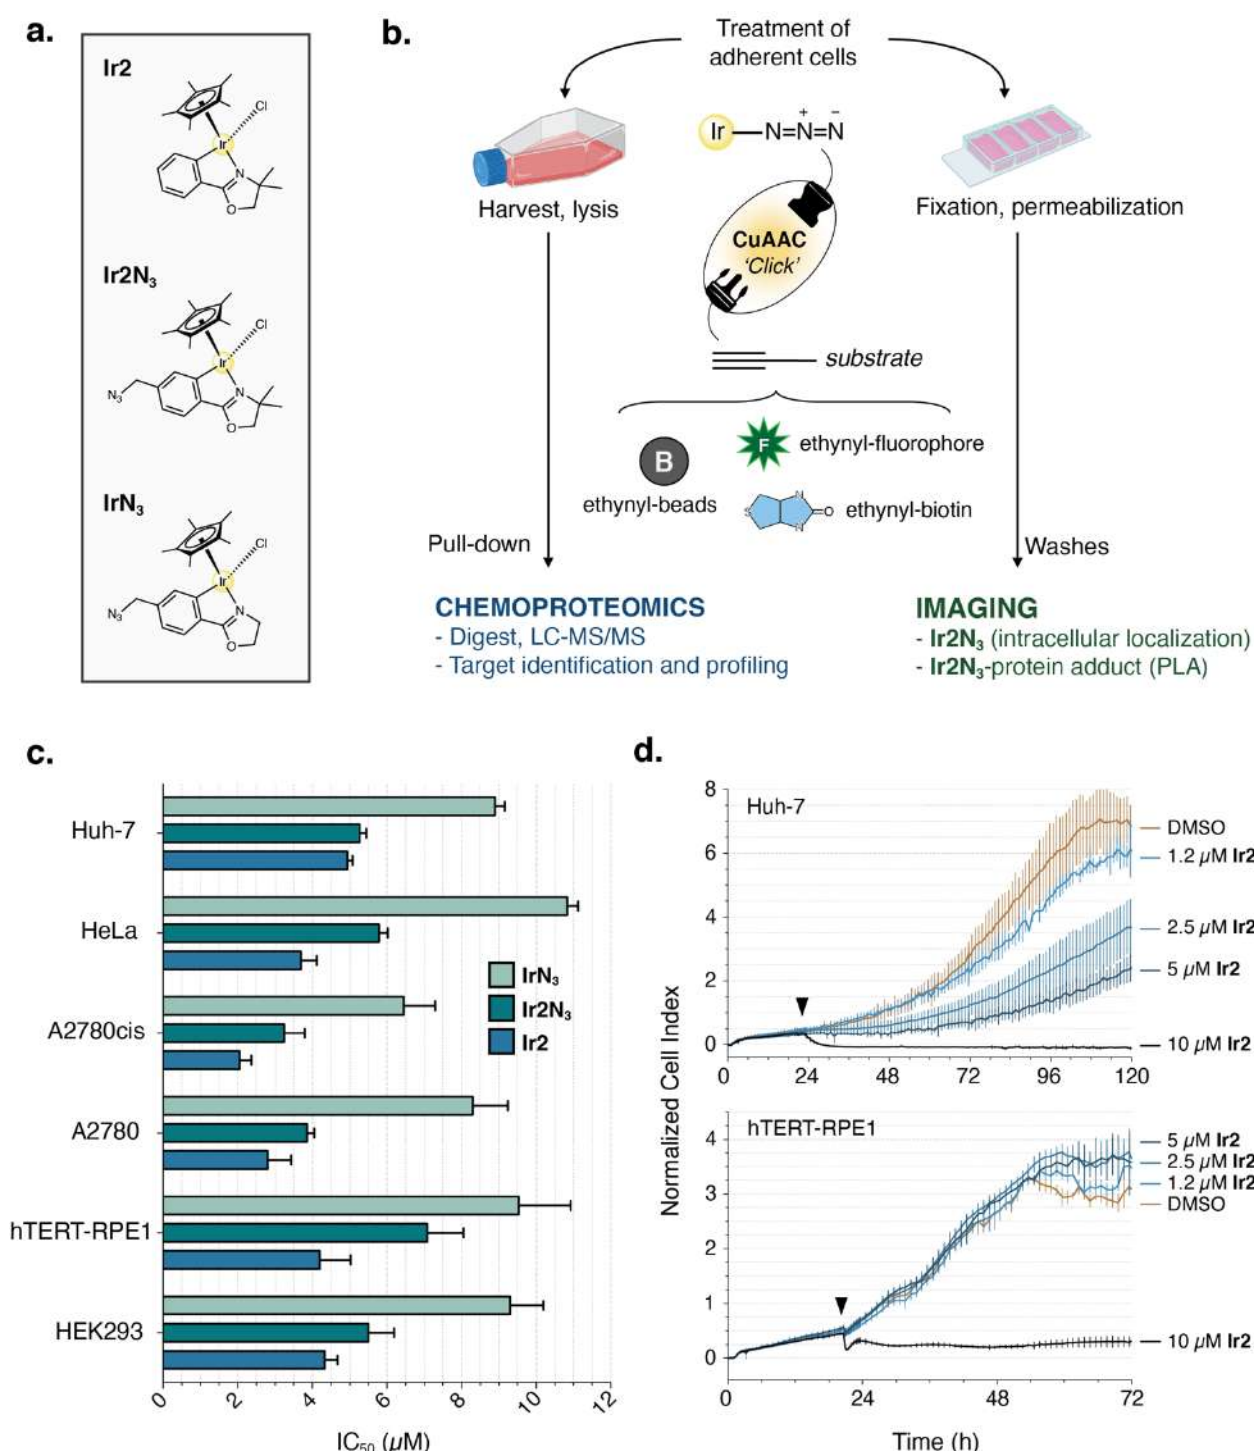 a.
Ir2
Cl
Ir
N
O
Ir2N₃
Cl
Ir
N₃
N
O
IrN₃
Cl
Ir
N₃
N
O
b.
Treatment of
adherent cells
Harvest, lysis
Ir N=N=N
+ −
Fixation, permeabilization
CuAAC
'Click'
substrate
B
ethynyl-beads
F
ethynyl-fluorophore
S N N O
ethynyl-biotin
Pull-down
Washes
CHEMOPROTEOMICS
- Digest, LC-MS/MS
- Target identification and profiling
IMAGING
- Ir2N₃ (intracellular localization)
- Ir2N₃-protein adduct (PLA)
c.
Huh-7
HeLa
A2780cis
A2780
hTERT-RPE1
HEK293
IrN₃
Ir2N₃
Ir2
0 2 4 6 8 10 12
IC₅₀ (µM)
d.
Normalized Cell Index
Huh-7
8
6
4
2
0
0 24 48 72 96 120
DMSO
1.2 µM Ir2
2.5 µM Ir2
5 µM Ir2
10 µM Ir2
hTERT-RPE1
4
3
2
1
0
0 24 48 72
5 µM Ir2
2.5 µM Ir2
1.2 µM Ir2
DMSO
10 µM Ir2
Time (h)